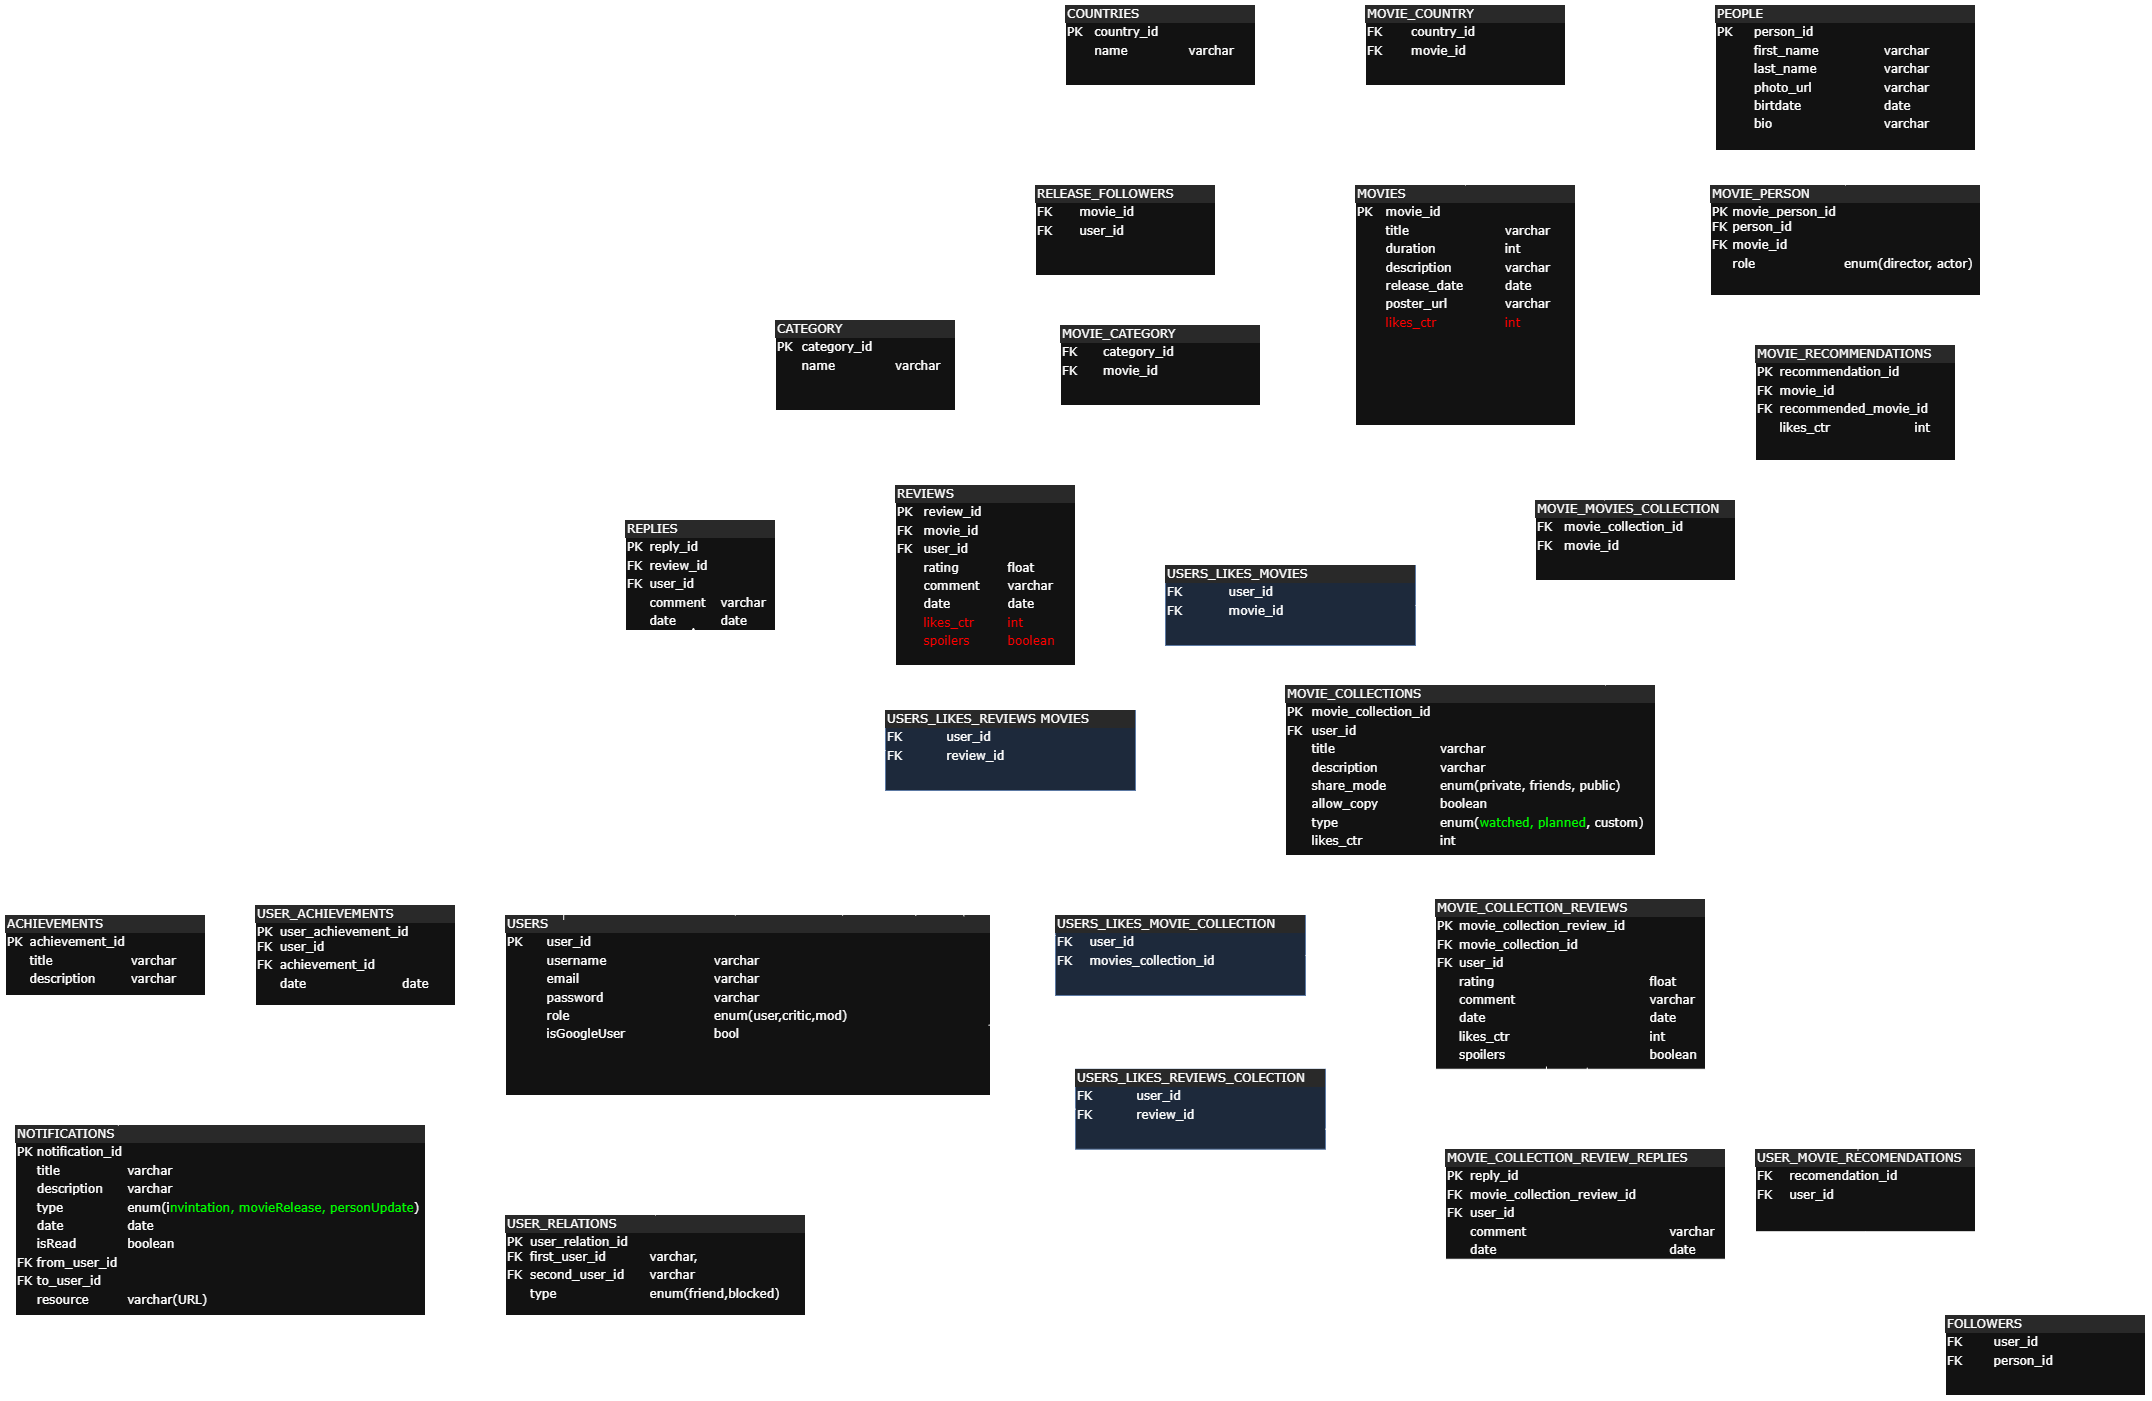 COUNTRIES
PK country_id
name varchar
MOVIE_COUNTRY
FK country_id
FK movie_id
PEOPLE
PK person_id
first_name varchar
last_name varchar
photo_url varchar
birtdate date
bio varchar
RELEASE_FOLLOWERS
FK movie_id
FK user_id
MOVIES
PK movie_id
title varchar
duration int
description varchar
release_date date
poster_url varchar
likes_ctr int
MOVIE_PERSON
PK movie_person_id
FK person_id
FK movie_id
role enum(director, actor)
CATEGORY
PK category_id
name varchar
MOVIE_CATEGORY
FK category_id
FK movie_id
MOVIE_RECOMMENDATIONS
PK recommendation_id
FK movie_id
FK recommended_movie_id
likes_ctr int
REPLIES
PK reply_id
FK review_id
FK user_id
comment varchar
date date
REVIEWS
PK review_id
FK movie_id
FK user_id
rating float
comment varchar
date date
likes_ctr int
spoilers boolean
USERS_LIKES_MOVIES
FK user_id
FK movie_id
MOVIE_MOVIES_COLLECTION
FK movie_collection_id
FK movie_id
USERS_LIKES_REVIEWS MOVIES
FK user_id
FK review_id
MOVIE_COLLECTIONS
PK movie_collection_id
FK user_id
title varchar
description varchar
share_mode enum(private, friends, public)
allow_copy boolean
type enum(watched, planned, custom)
likes_ctr int
ACHIEVEMENTS
PK achievement_id
title varchar
description varchar
USER_ACHIEVEMENTS
PK user_achievement_id
FK user_id
FK achievement_id
date date
USERS
PK user_id
username varchar
email varchar
password varchar
role enum(user,critic,mod)
isGoogleUser bool
USERS_LIKES_MOVIE_COLLECTION
FK user_id
FK movies_collection_id
MOVIE_COLLECTION_REVIEWS
PK movie_collection_review_id
FK movie_collection_id
FK user_id
rating float
comment varchar
date date
likes_ctr int
spoilers boolean
USERS_LIKES_REVIEWS_COLECTION
FK user_id
FK review_id
NOTIFICATIONS
PK notification_id
title varchar
description varchar
type enum(invintation, movieRelease, personUpdate)
date date
isRead boolean
FK from_user_id
FK to_user_id
resource varchar(URL)
USER_RELATIONS
PK user_relation_id
FK first_user_id varchar,
FK second_user_id varchar
type enum(friend,blocked)
MOVIE_COLLECTION_REVIEW_REPLIES
PK reply_id
FK movie_collection_review_id
FK user_id
comment varchar
date date
USER_MOVIE_RECOMENDATIONS
FK recomendation_id
FK user_id
FOLLOWERS
FK user_id
FK person_id